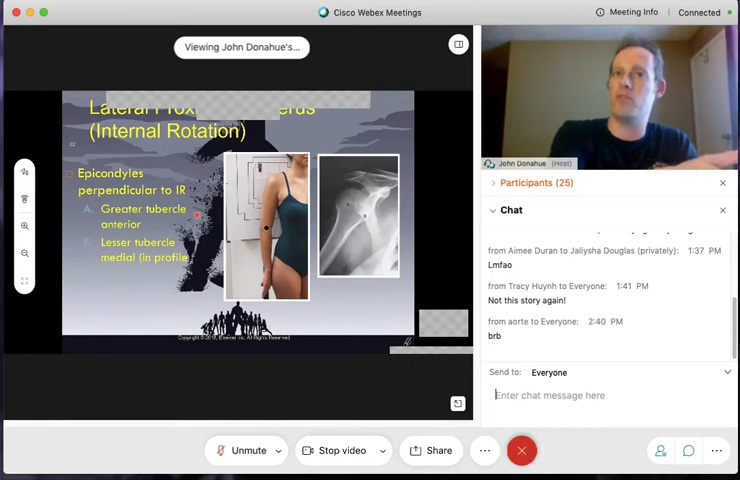 Cisco Webex Meetings
Meeting Info
Connected
Viewing John Donahue's...
(Internal Rotation)
22
Epicondyles
perpendicular to IR
A. Greater tubercle
anterior
B. Lesser tubercle
medial (in profile)
Copyright © 2018, Elsevier Inc. All Rights Reserved.
John Donahue (Host)
Participants (25)
Chat
from Aimee Duran to Jaliysha Douglas (privately): 1:37 PM
Lmfao
from Tracy Huynh to Everyone: 1:41 PM
Not this story again!
from aorte to Everyone: 2:40 PM
brb
Send to: Everyone
Enter chat message here
Unmute
Stop video
Share